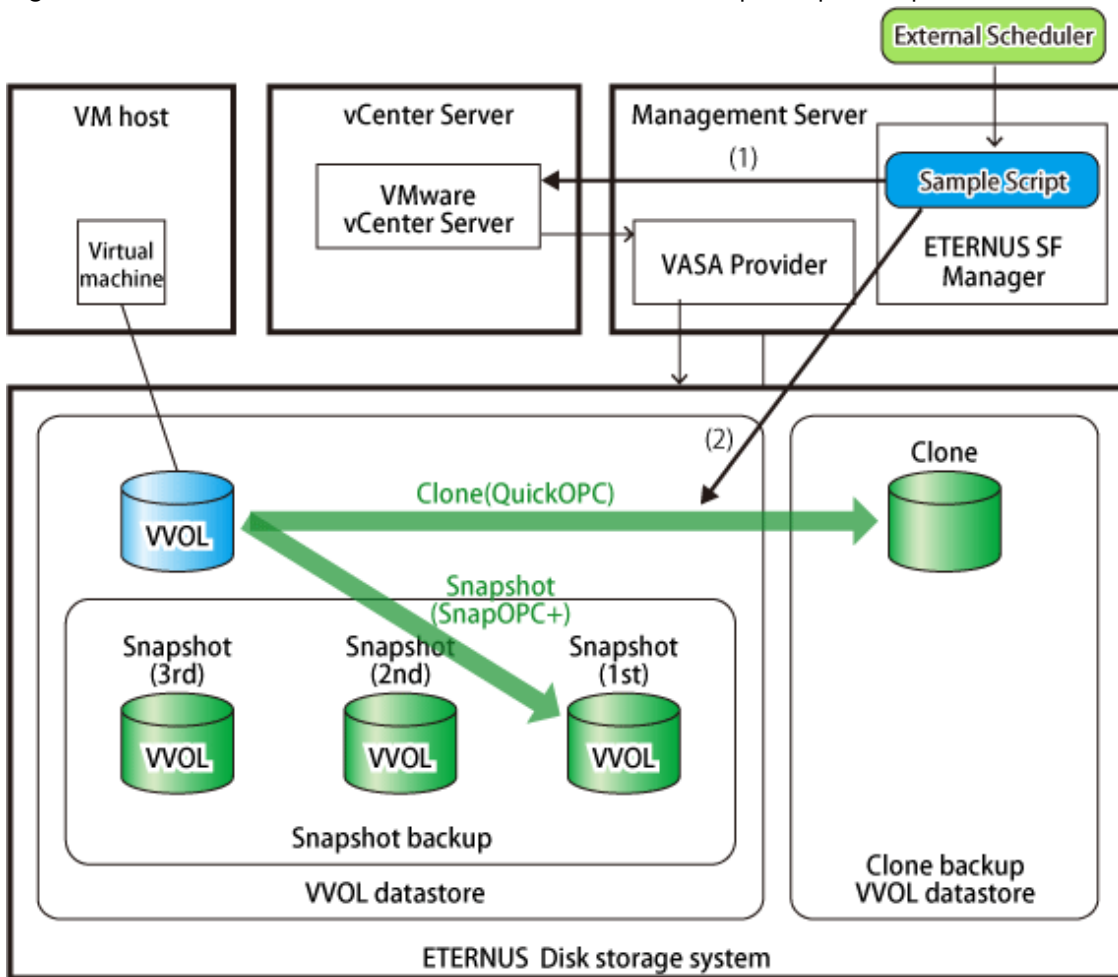 External Scheduler
VM host
vCenter Server
Management Server
(1)
VMware
vCenter Server
Sample Script
Virtual
machine
VASA Provider
ETERNUS SF
Manager
(2)
Clone
Clone(QuickOPC)
VVOL
Snapshot
(SnapOPC+)
Snapshot
(3rd)
Snapshot
(2nd)
Snapshot
(1st)
VVOL
VVOL
VVOL
Snapshot backup
VVOL datastore
Clone backup
VVOL datastore
ETERNUS Disk storage system